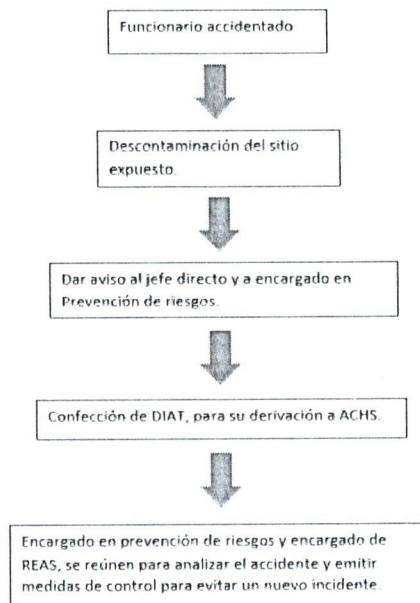 Funcionario accidentado
Descontaminación del sitio
expuesto.
Dar aviso al jefe directo y a encargado en
Prevención de riesgos.
Confección de DIAT, para su derivación a ACHS.
Encargado en prevención de riesgos y encargado de
REAS, se reúnen para analizar el accidente y emitir
medidas de control para evitar un nuevo incidente.